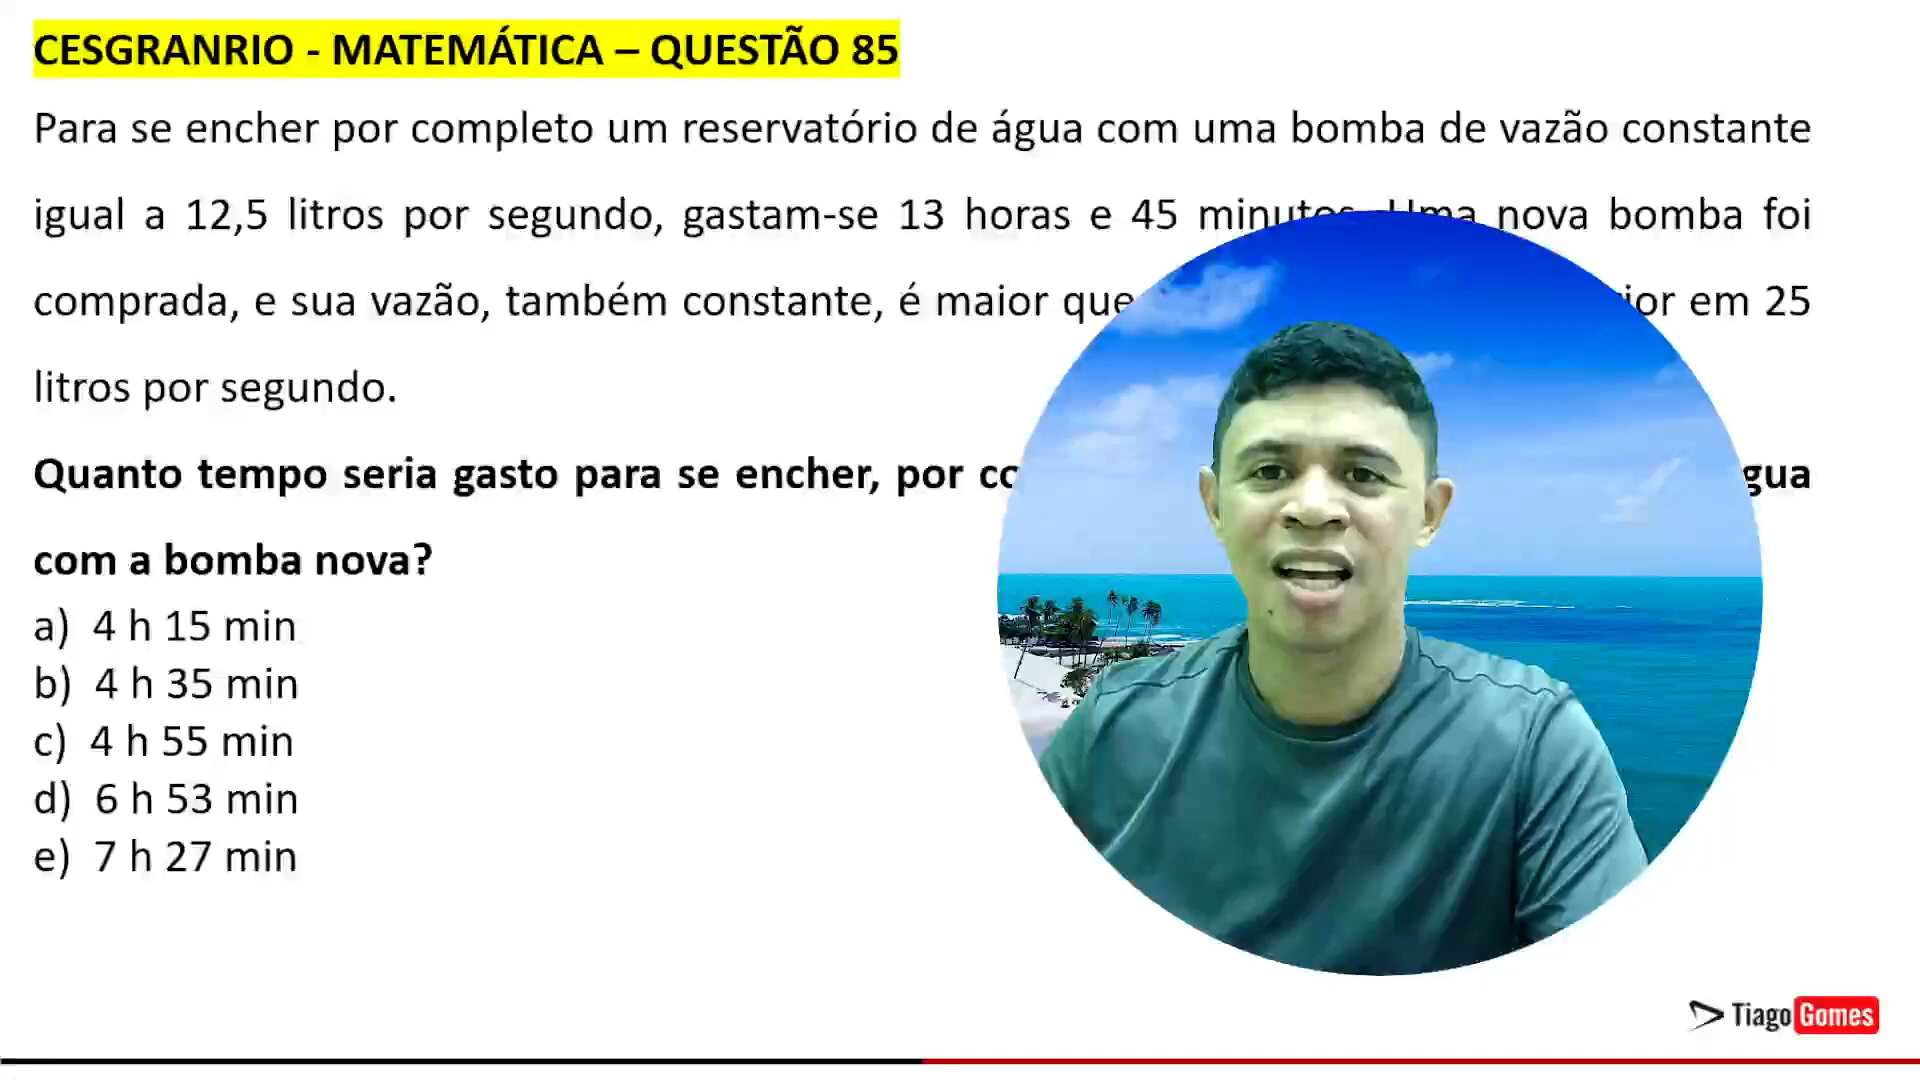 CESGRANRIO - MATEMÁTICA – QUESTÃO 85
Para se encher por completo um reservatório de água com uma bomba de vazão constante
igual a 12,5 litros por segundo, gastam-se 13 horas e 45 minutos. Uma nova bomba foi
comprada, e sua vazão, também constante, é maior que em 25
litros por segundo.
Quanto tempo seria gasto para se encher, por
com a bomba nova?
a) 4 h 15 min
b) 4 h 35 min
c) 4 h 55 min
d) 6 h 53 min
e) 7 h 27 min
Tiago Gomes